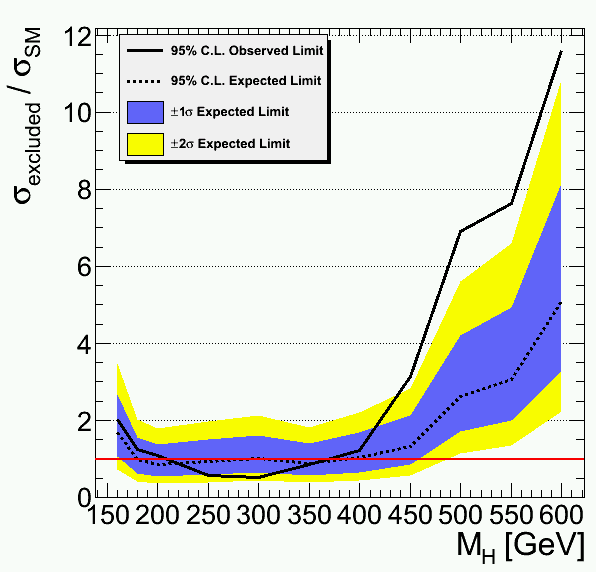 σexcluded / σSM
12
10
8
6
4
2
0
95% C.L. Observed Limit
95% C.L. Expected Limit
±1σ Expected Limit
±2σ Expected Limit
150 200 250 300 350 400 450 500 550 600
MH [GeV]